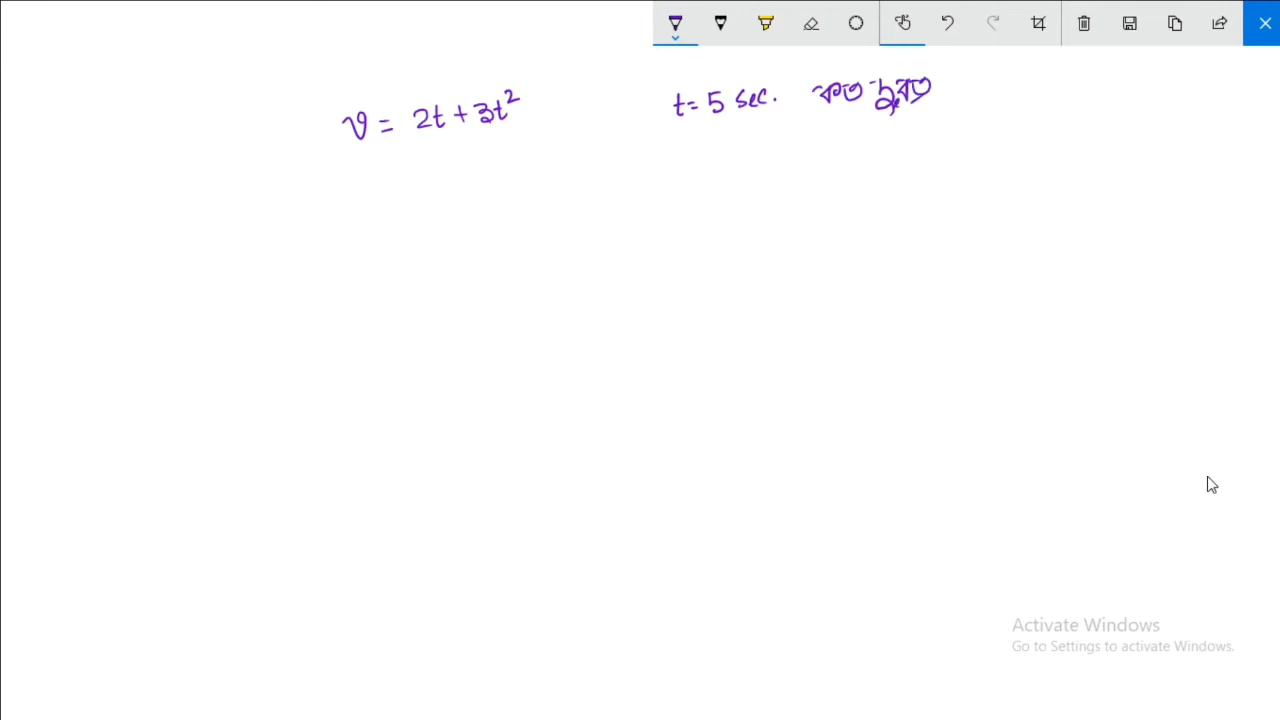 v = 2t + 3t²
t = 5 sec. কত দূরত্ব
Activate Windows
Go to Settings to activate Windows.